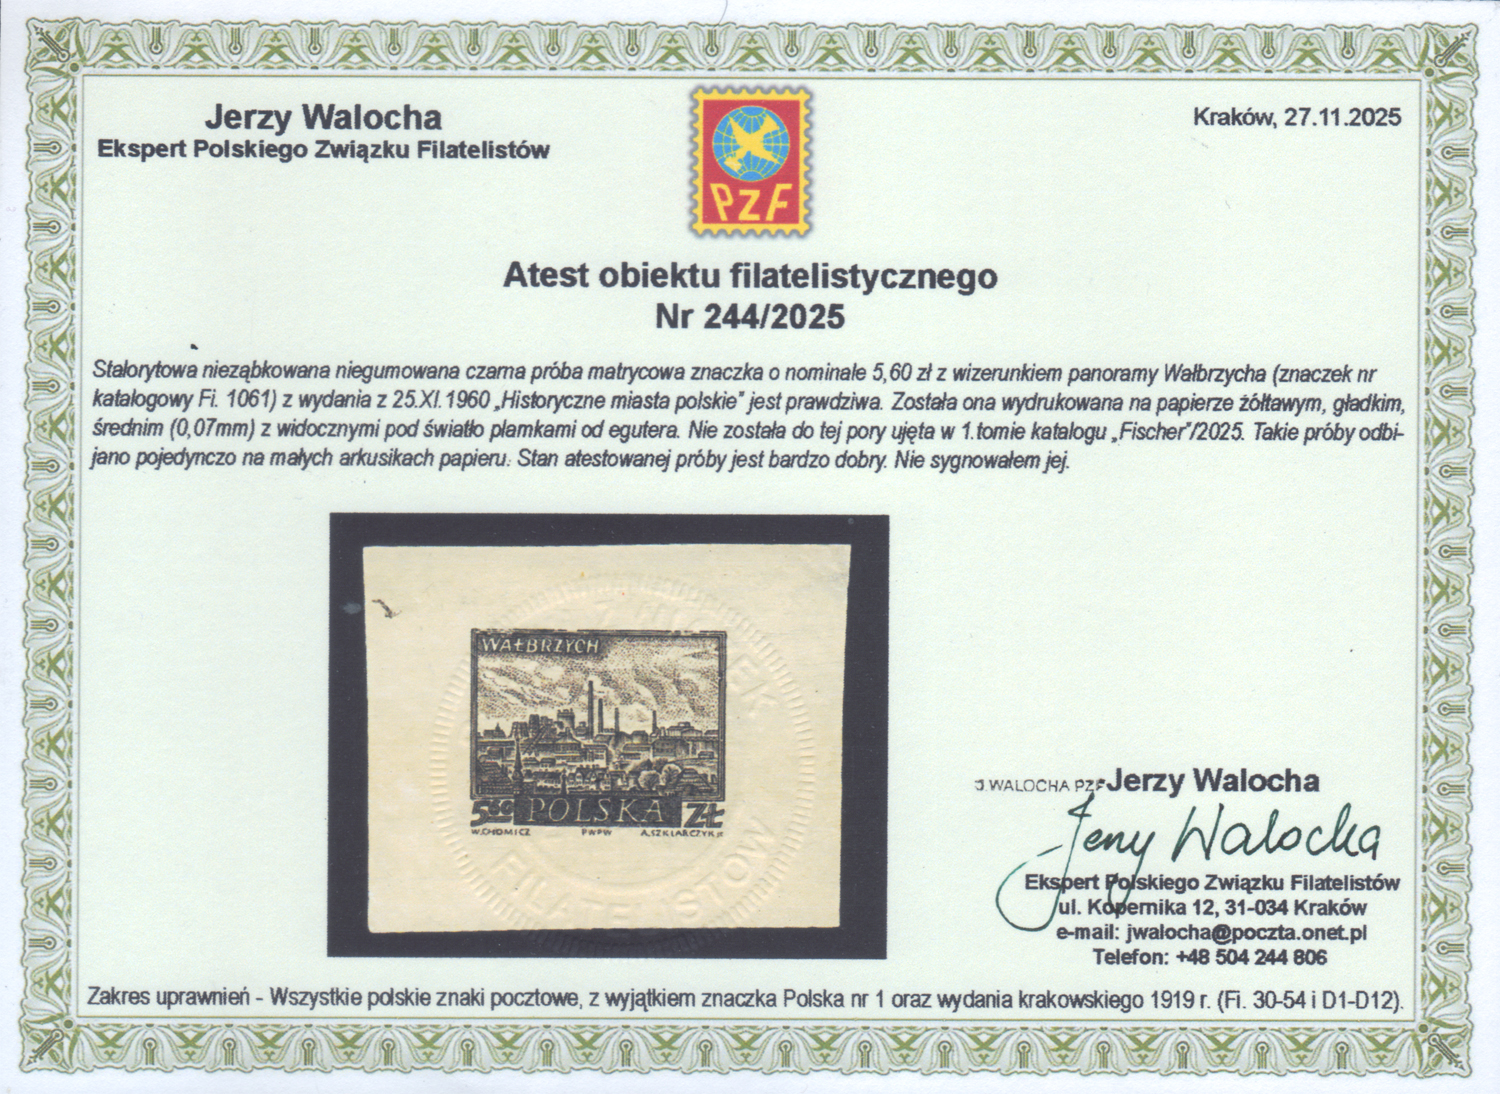 Jerzy Walocha
Ekspert Polskiego Związku Filatelistów
PZF
Kraków, 27.11.2025
Atest obiektu filatelistycznego
Nr 244/2025
Stalorytowa nieząbkowana niegumowana czarna próba matrycowa znaczka o nominale 5,60 zł z wizerunkiem panoramy Wałbrzycha (znaczek nr
katalogowy Fi. 1061) z wydania z 25.XI.1960 „Historyczne miasta polskie" jest prawdziwa. Została ona wydrukowana na papierze żółtawym, gładkim,
średnim (0,07mm) z widocznymi pod światło plamkami od egutera. Nie została do tej pory ujęta w 1.tomie katalogu „Fischer"/2025. Takie próby odbi-
jano pojedynczo na małych arkusikach papieru. Stan atestowanej próby jest bardzo dobry. Nie sygnowałem jej.
WAŁBRZYCH
5⁶⁰ POLSKA ZŁ
W.CHOMICZ PWPW A.SZKLARCZYK JR
FILATELISTÓW
J.WALOCHA PZF Jerzy Walocha
Jerzy Walocha
Ekspert Polskiego Związku Filatelistów
ul. Kopernika 12, 31-034 Kraków
e-mail: jwalocha@poczta.onet.pl
Telefon: +48 504 244 806
Zakres uprawnień - Wszystkie polskie znaki pocztowe, z wyjątkiem znaczka Polska nr 1 oraz wydania krakowskiego 1919 r. (Fi. 30-54 i D1-D12).